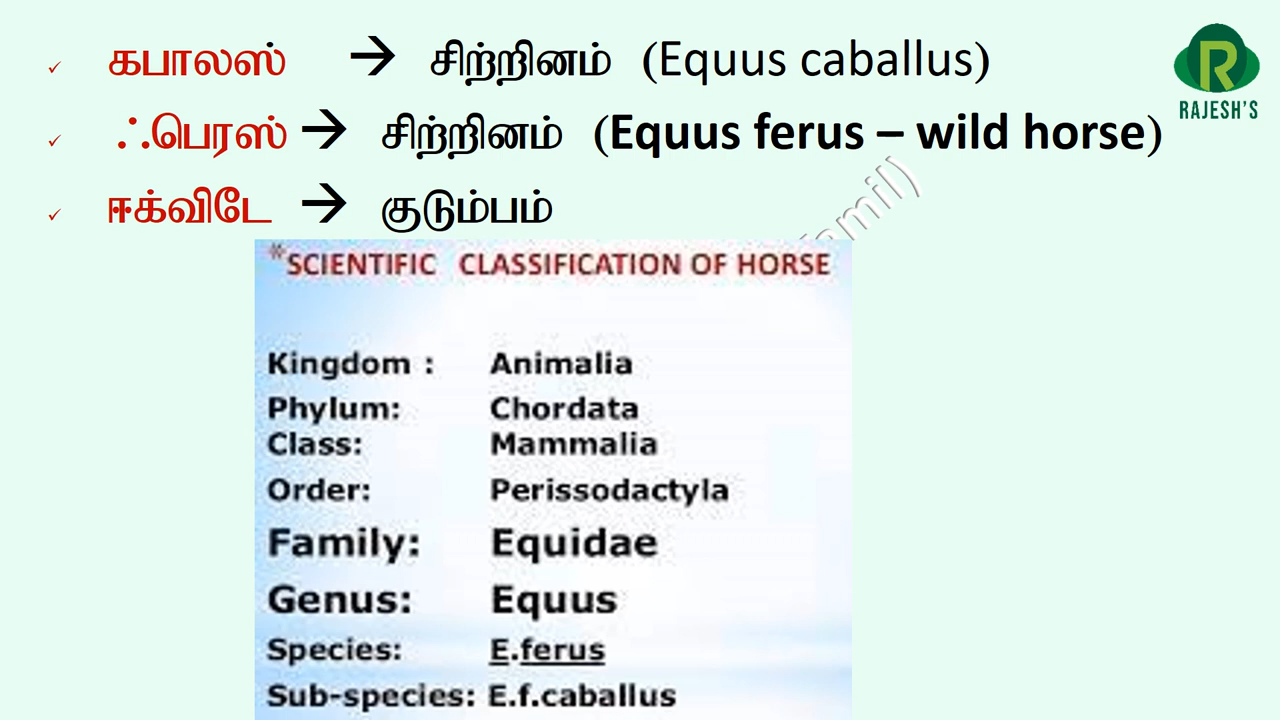 கபாலஸ் → சிற்றினம் (Equus caballus)
ஃபெரஸ் → சிற்றினம் (Equus ferus – wild horse)
ஈக்விடே → குடும்பம்
R
RAJESH'S
*SCIENTIFIC CLASSIFICATION OF HORSE
Kingdom : Animalia
Phylum: Chordata
Class: Mammalia
Order: Perissodactyla
Family: Equidae
Genus: Equus
Species: E.ferus
Sub-species: E.f.caballus